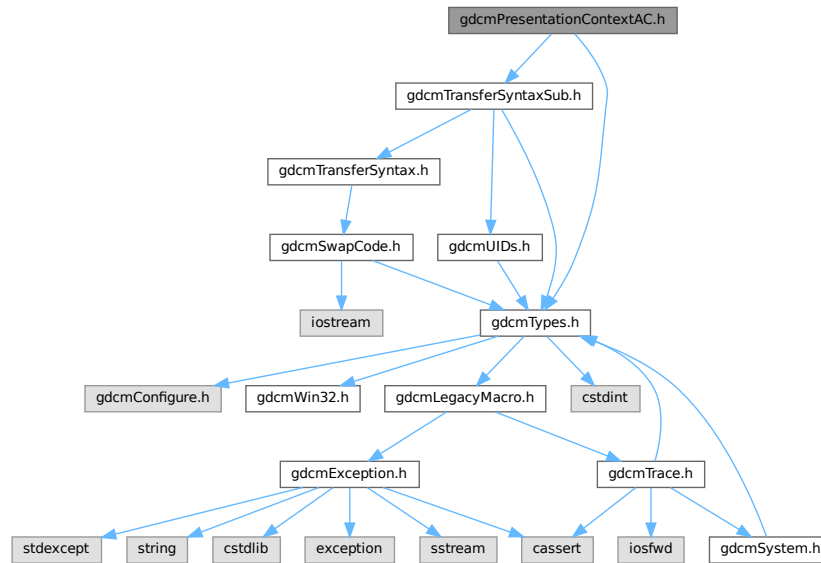 gdcmPresentationContextAC.h
gdcmTransferSyntaxSub.h
gdcmTransferSyntax.h
gdcmSwapCode.h
gdcmUIDs.h
iostream
gdcmTypes.h
gdcmConfigure.h
gdcmWin32.h
gdcmLegacyMacro.h
cstdint
gdcmException.h
gdcmTrace.h
stdexcept
string
cstdlib
exception
sstream
cassert
iosfwd
gdcmSystem.h